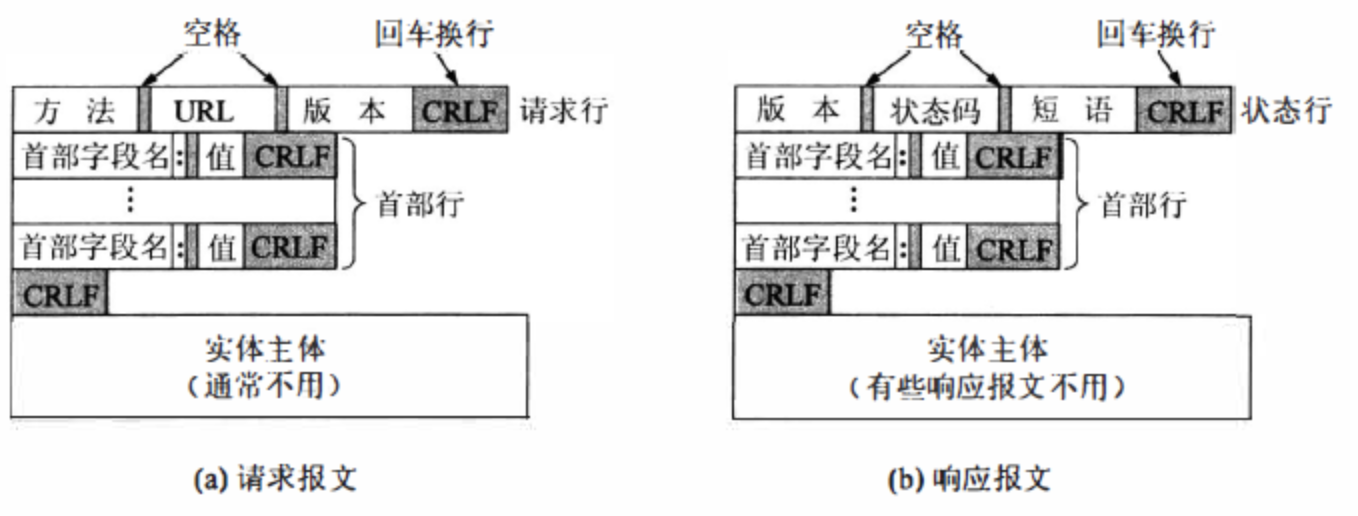 空格 回车换行
方 法 URL 版 本 CRLF 请求行
首部字段名: 值 CRLF
⋮ 首部行
首部字段名: 值 CRLF
CRLF
实体主体
(通常不用)
(a) 请求报文
空格 回车换行
版 本 状态码 短 语 CRLF 状态行
首部字段名: 值 CRLF
⋮ 首部行
首部字段名: 值 CRLF
CRLF
实体主体
(有些响应报文不用)
(b) 响应报文